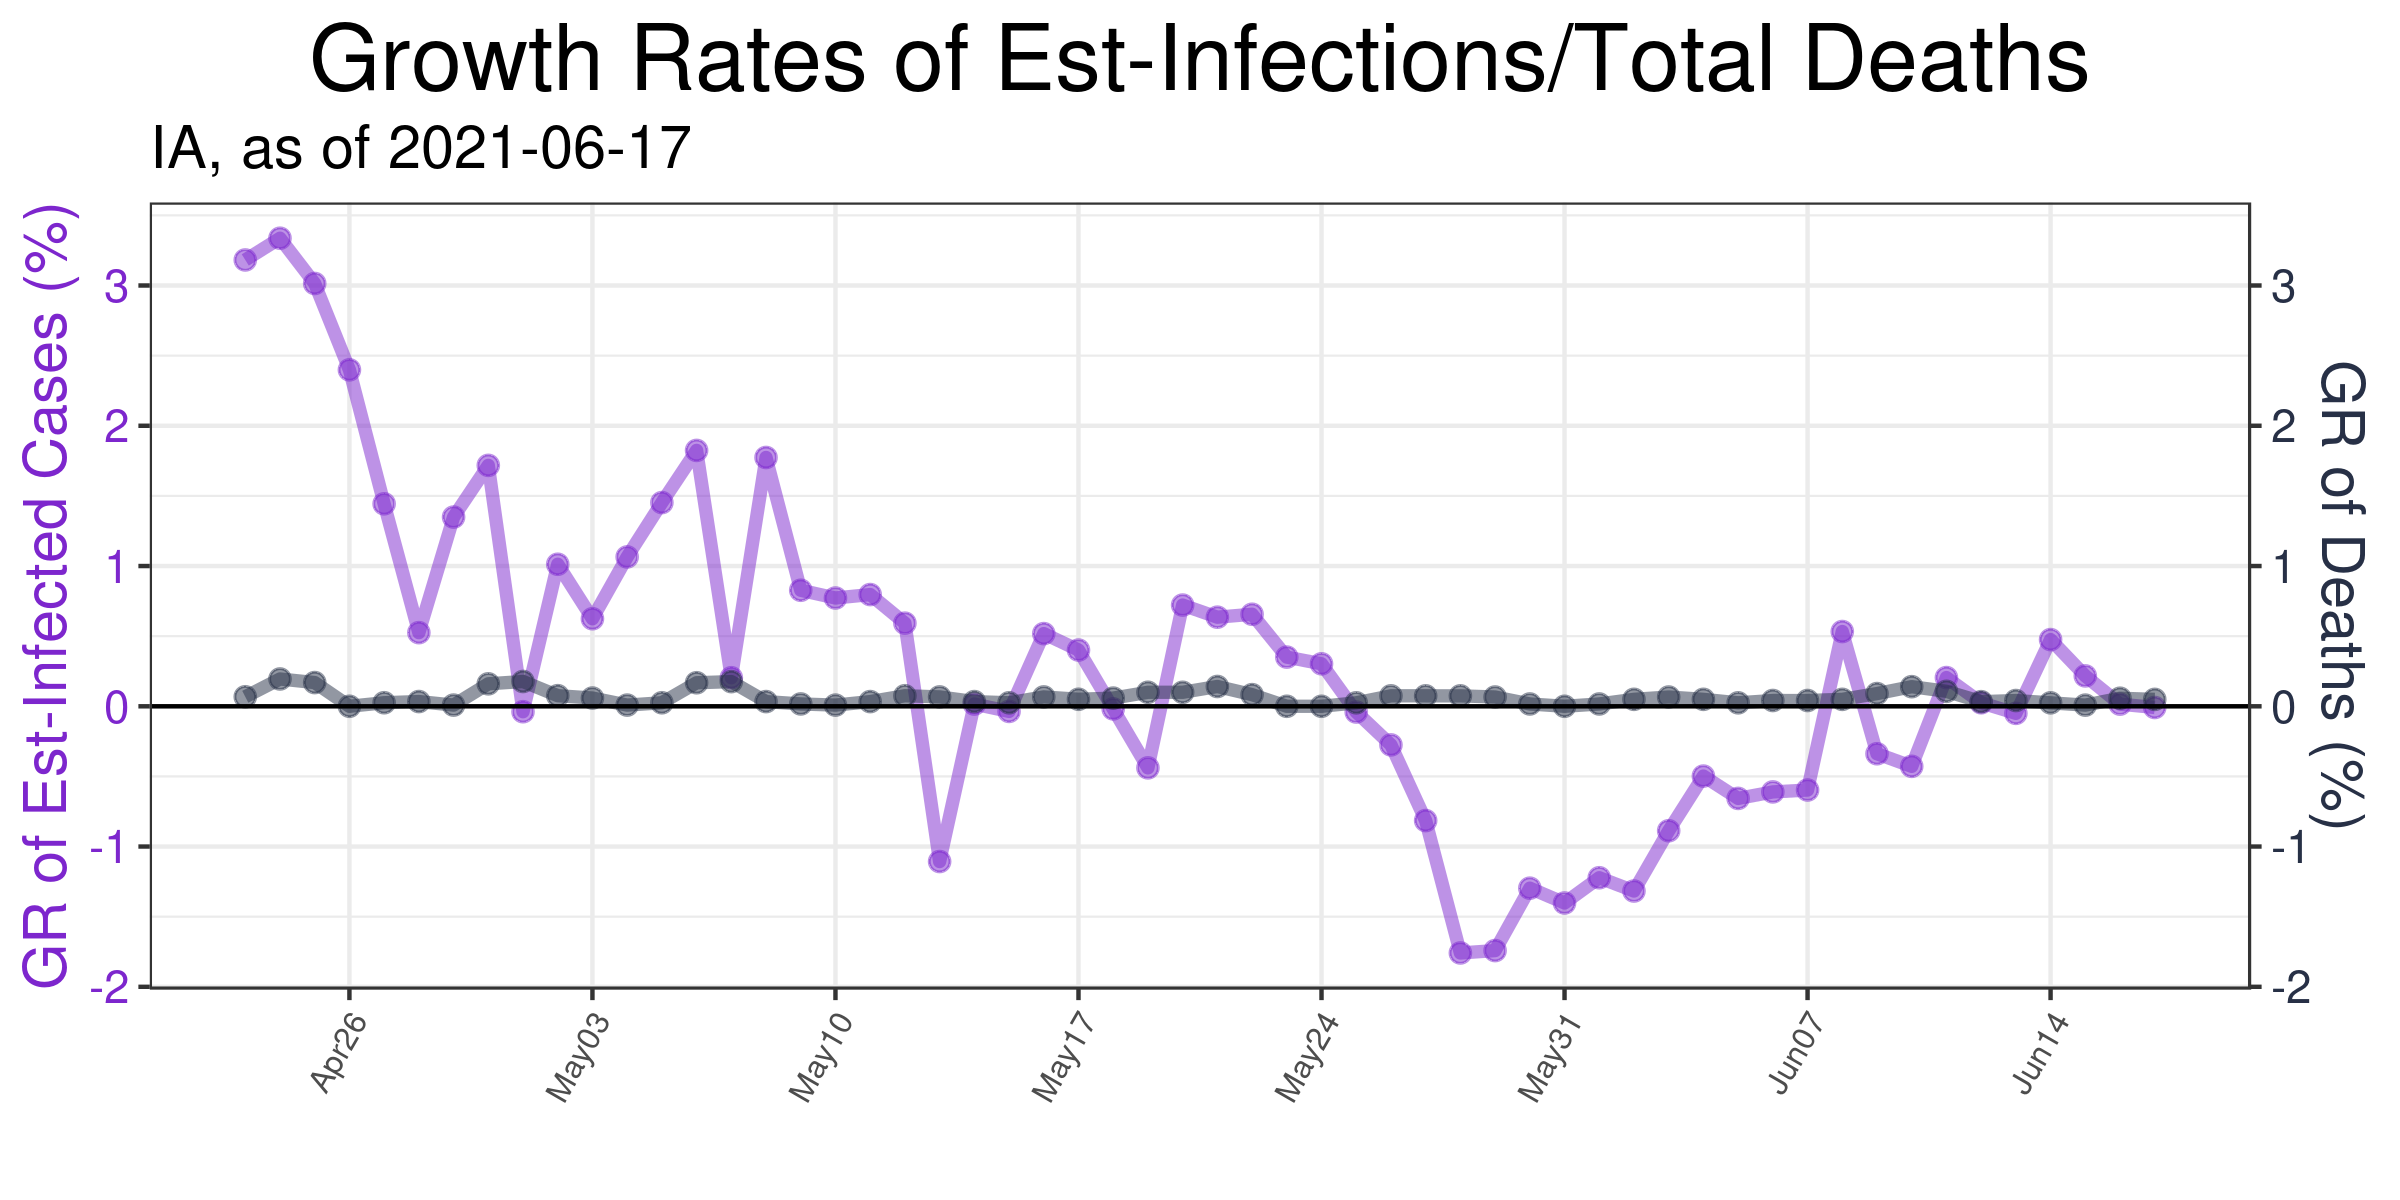 Growth Rates of Est-Infections/Total Deaths
IA, as of 2021-06-17
GR of Est-Infected Cases (%)
3
2
1
0
-1
-2
3
2
1
0
-1
-2
GR of Deaths (%)
Apr26
May03
May10
May17
May24
May31
Jun07
Jun14